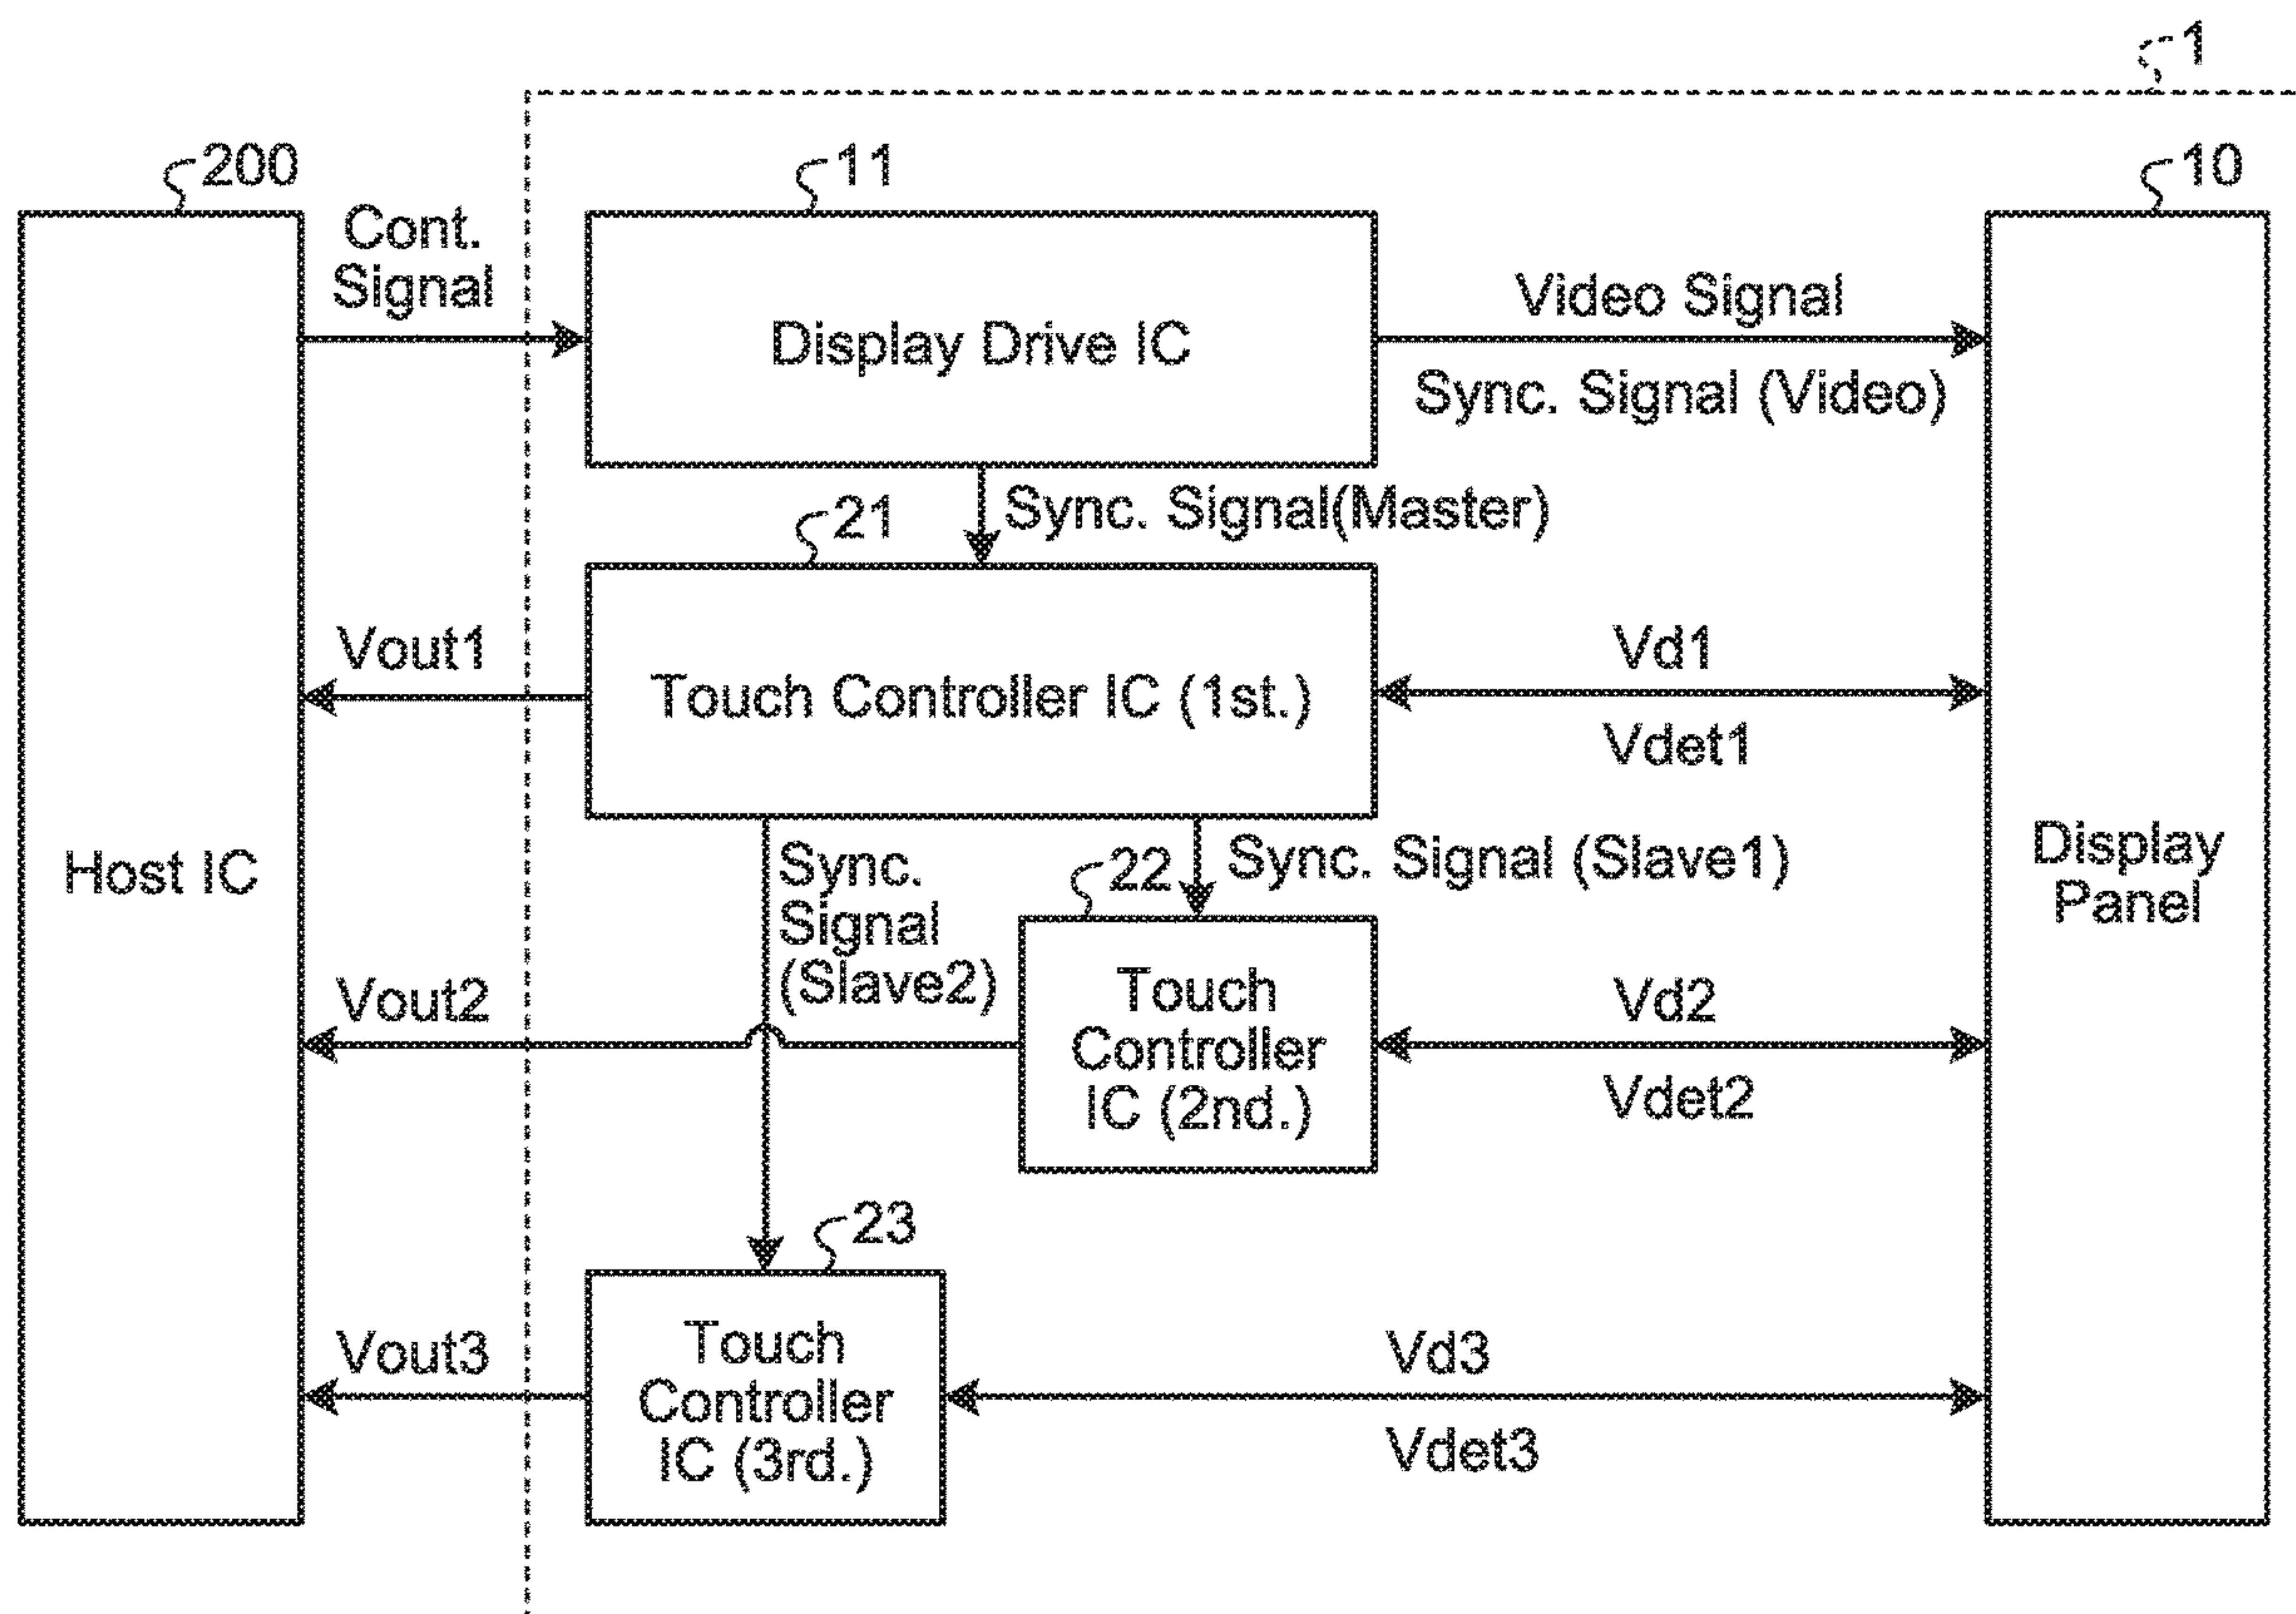 1
200
11
10
Cont.
Signal
Display Drive IC
Video Signal
Sync. Signal (Video)
21
Sync. Signal(Master)
Vout1
Touch Controller IC (1st.)
Vd1
Vdet1
Host IC
Sync.
Signal
(Slave2)
22
Sync. Signal (Slave1)
Display
Panel
Vout2
Touch
Controller
IC (2nd.)
Vd2
Vdet2
23
Vout3
Touch
Controller
IC (3rd.)
Vd3
Vdet3